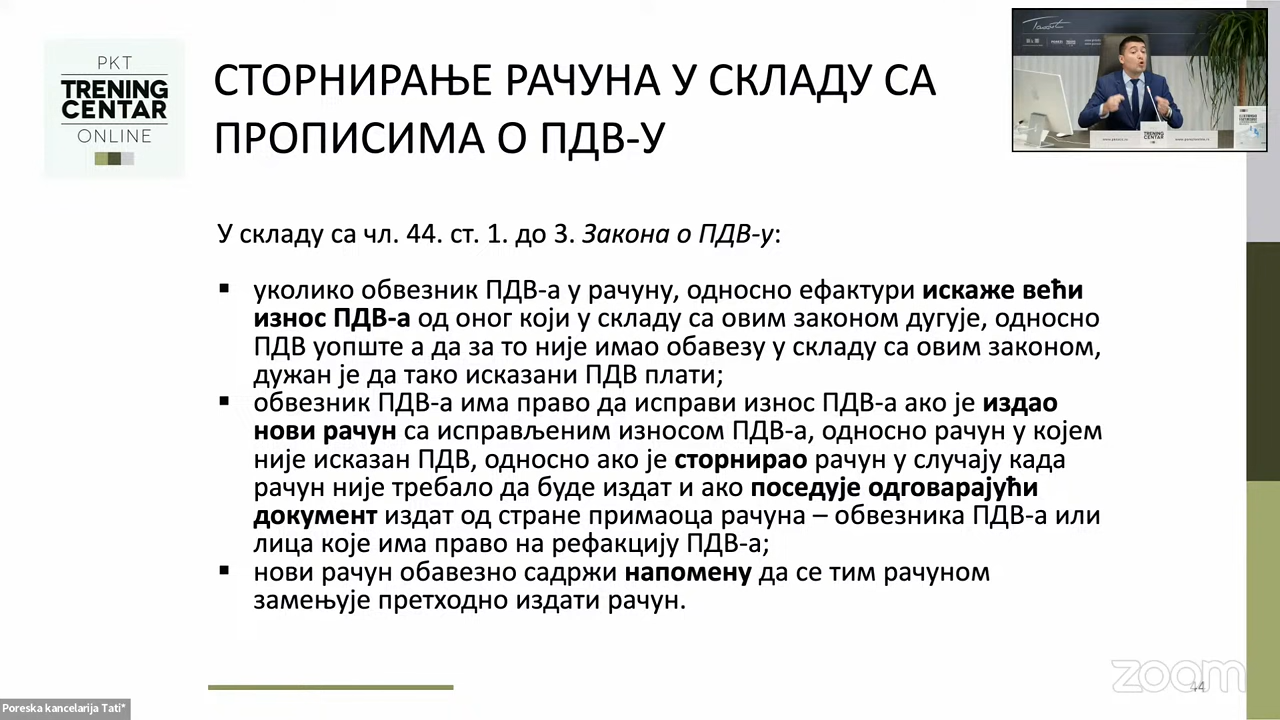 PKT
TRENING
CENTAR
ONLINE
СТОРНИРАЊЕ РАЧУНА У СКЛАДУ СА
ПРОПИСИМА О ПДВ-У
У складу са чл. 44. ст. 1. до 3. Закона о ПДВ-у:
▪ уколико обвезник ПДВ-а у рачуну, односно ефактури искаже већи
износ ПДВ-а од оног који у складу са овим законом дугује, односно
ПДВ уопште а да за то није имао обавезу у складу са овим законом,
дужан је да тако исказани ПДВ плати;
▪ обвезник ПДВ-а има право да исправи износ ПДВ-а ако је издао
нови рачун са исправљеним износом ПДВ-а, односно рачун у којем
није исказан ПДВ, односно ако је сторнирао рачун у случају када
рачун није требало да буде издат и ако поседује одговарајући
документ издат од стране примаоца рачуна – обвезника ПДВ-а или
лица које има право на рефакцију ПДВ-а;
▪ нови рачун обавезно садржи напомену да се тим рачуном
замењује претходно издати рачун.
TRENING
CENTAR
zoom
44
Poreska kancelarija Tati*